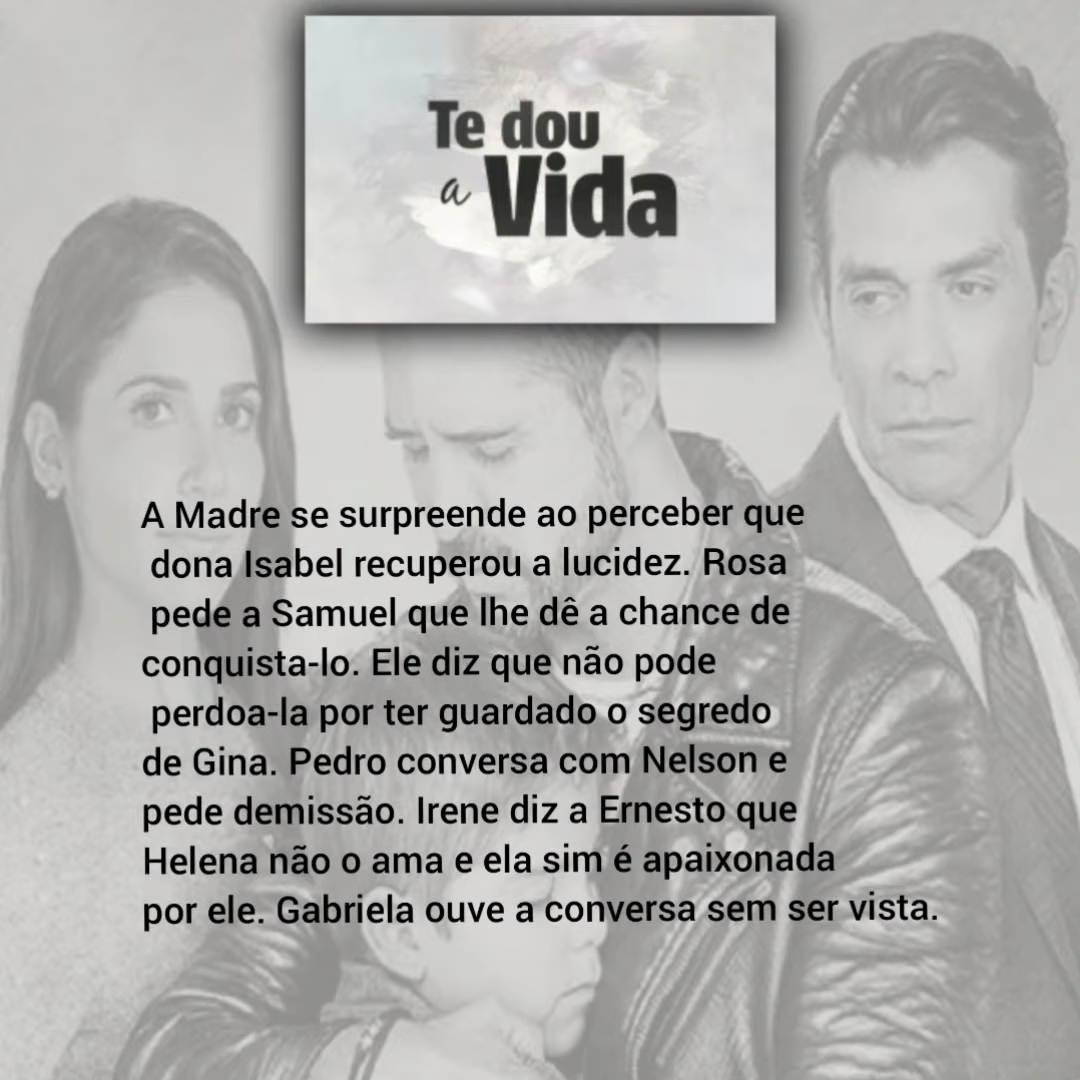 Te dou
a Vida
A Madre se surpreende ao perceber que
dona Isabel recuperou a lucidez. Rosa
pede a Samuel que lhe dê a chance de
conquista-lo. Ele diz que não pode
perdoa-la por ter guardado o segredo
de Gina. Pedro conversa com Nelson e
pede demissão. Irene diz a Ernesto que
Helena não o ama e ela sim é apaixonada
por ele. Gabriela ouve a conversa sem ser vista.